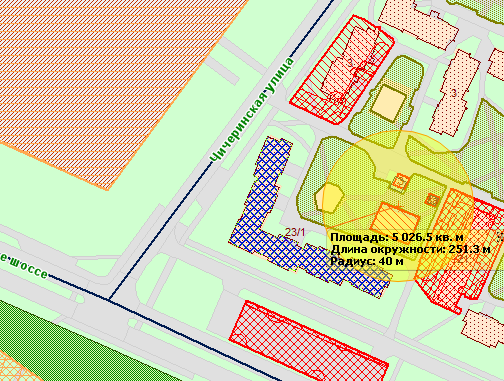 3
Чичеринская улица
23/1
Площадь: 5 026.5 кв. м
Длина окружности: 251.3 м
Радиус: 40 м
е шоссе